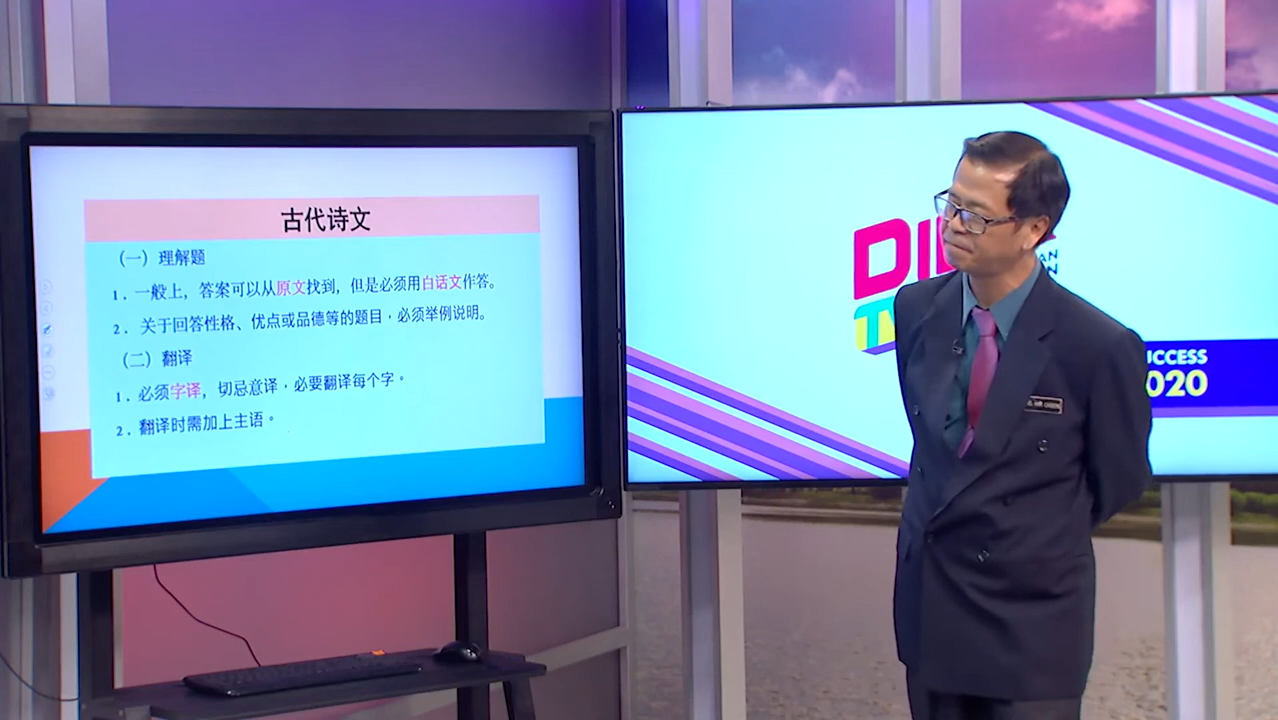 古代诗文
（一）理解题
1．一般上，答案可以从原文找到，但是必须用白话文作答。
2．关于回答性格、优点或品德等的题目，必须举例说明。
（二）翻译
1．必须字译，切忌意译，必要翻译每个字。
2．翻译时需加上主语。